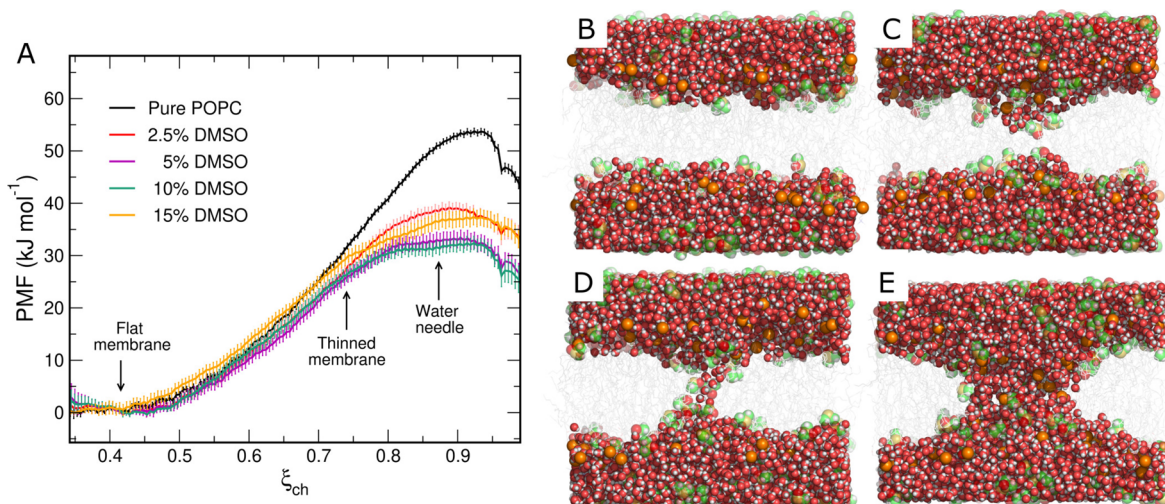 A
PMF (kJ mol⁻¹)
60
50
40
30
20
10
0
Pure POPC
2.5% DMSO
5% DMSO
10% DMSO
15% DMSO
Flat
membrane
Thinned
membrane
Water
needle
0.4 0.5 0.6 0.7 0.8 0.9
ξch
B
C
D
E